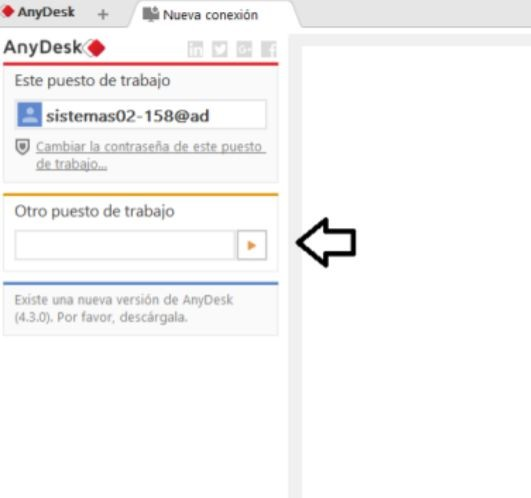 AnyDesk
Nueva conexión
AnyDesk
Este puesto de trabajo
sistemas02-158@ad
Cambiar la contraseña de este puesto
de trabajo...
Otro puesto de trabajo
Existe una nueva versión de AnyDesk
(4.3.0). Por favor, descárgala.